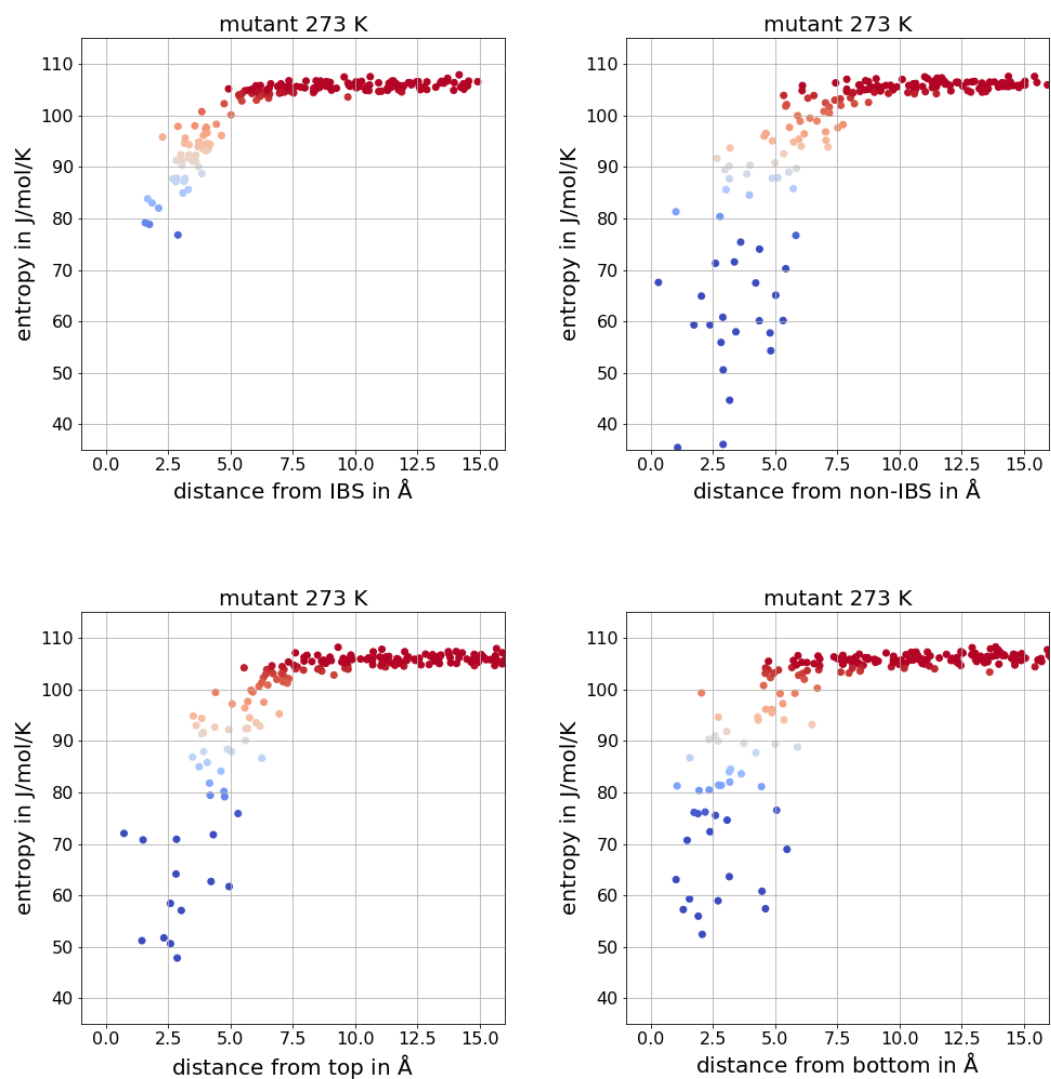 mutant 273 K
110
100
90
80
70
60
50
40
entropy in J/mol/K
0.0 2.5 5.0 7.5 10.0 12.5 15.0
distance from IBS in Å
mutant 273 K
110
100
90
80
70
60
50
40
entropy in J/mol/K
0.0 2.5 5.0 7.5 10.0 12.5 15.0
distance from non-IBS in Å
mutant 273 K
110
100
90
80
70
60
50
40
entropy in J/mol/K
0.0 2.5 5.0 7.5 10.0 12.5 15.0
distance from top in Å
mutant 273 K
110
100
90
80
70
60
50
40
entropy in J/mol/K
0.0 2.5 5.0 7.5 10.0 12.5 15.0
distance from bottom in Å